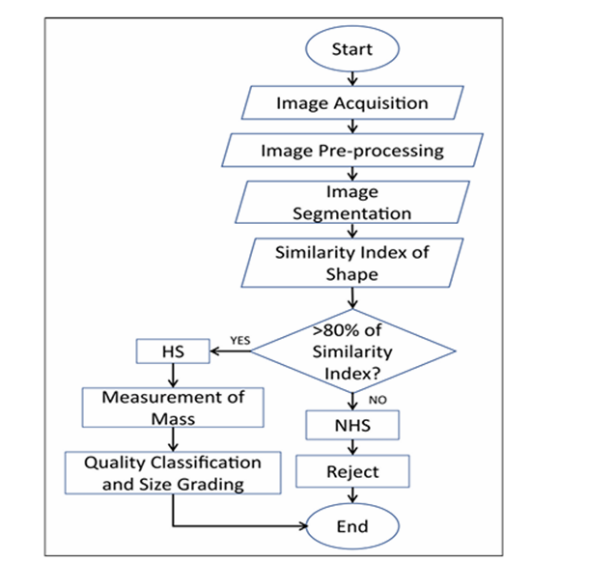 Start
Image Acquisition
Image Pre-processing
Image
Segmentation
Similarity Index of
Shape
>80% of
Similarity
Index?
YES
HS
Measurement of
Mass
Quality Classification
and Size Grading
NO
NHS
Reject
End